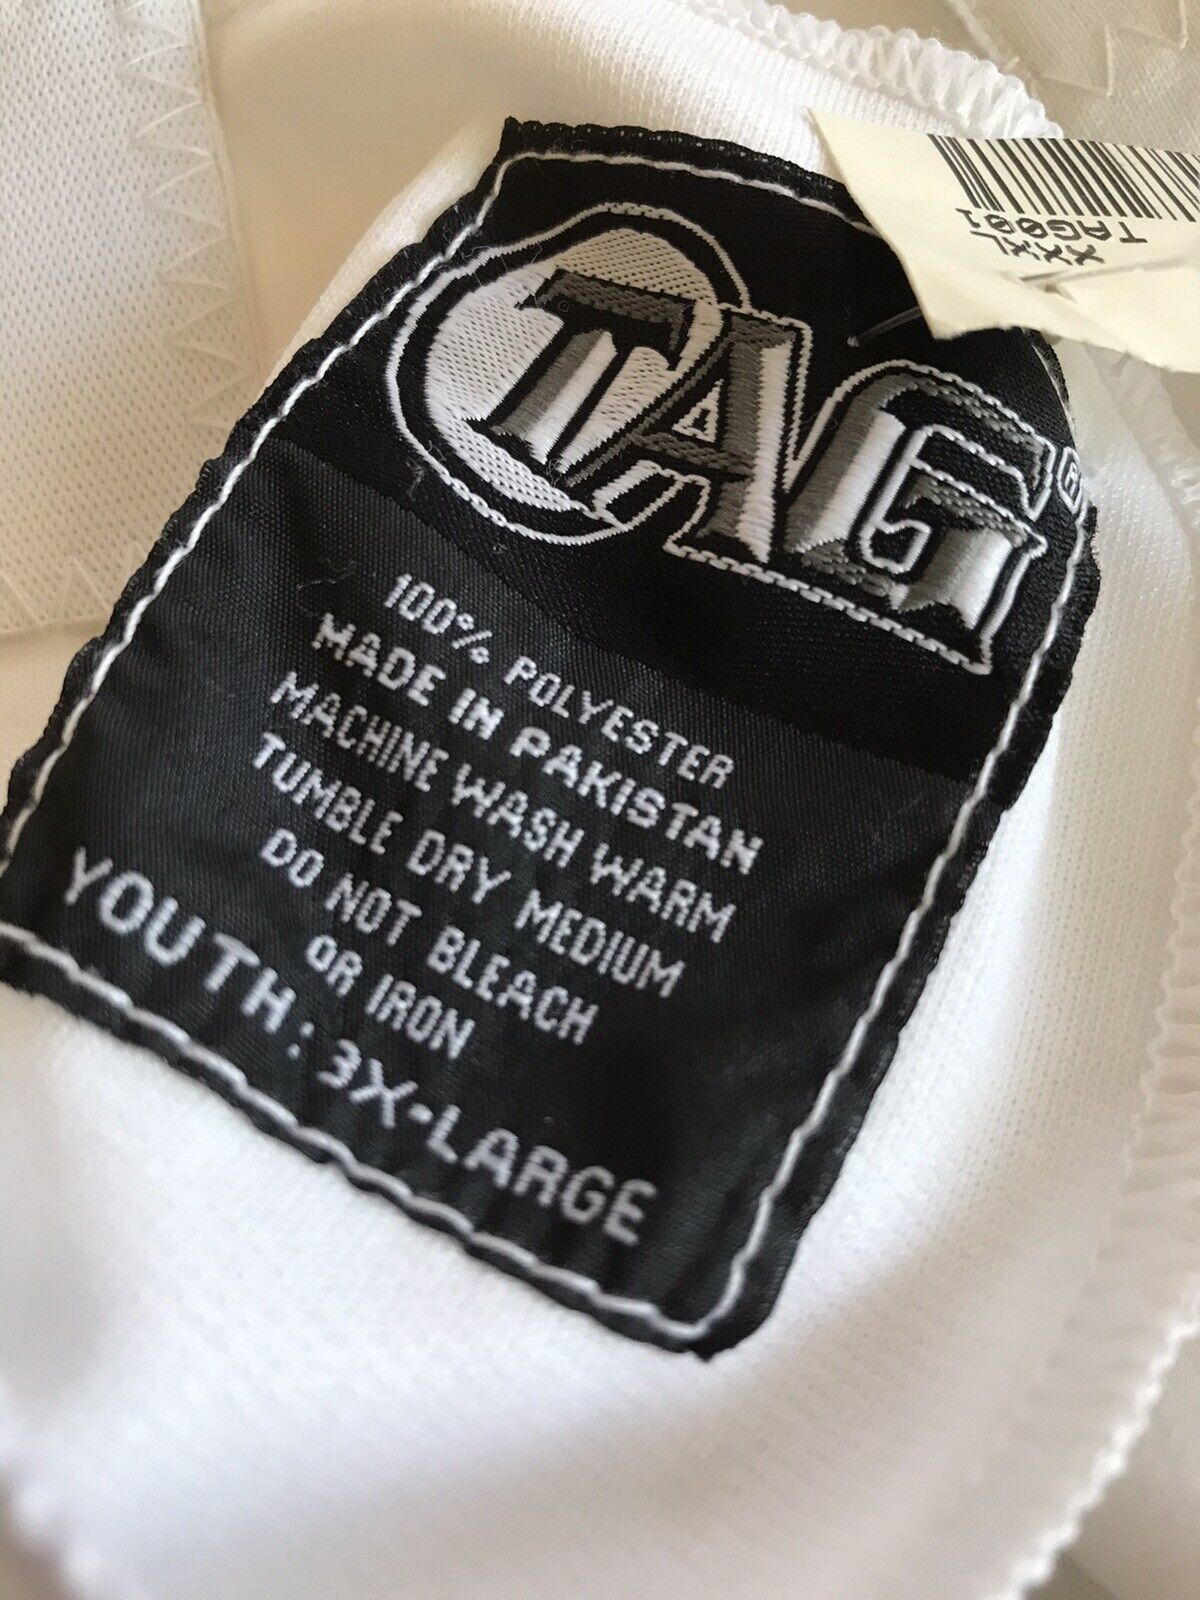 TAG®
100% POLYESTER
MADE IN PAKISTAN
MACHINE WASH WARM
TUMBLE DRY MEDIUM
DO NOT BLEACH
OR IRON
YOUTH: 3X-LARGE
TAG001
XXXL